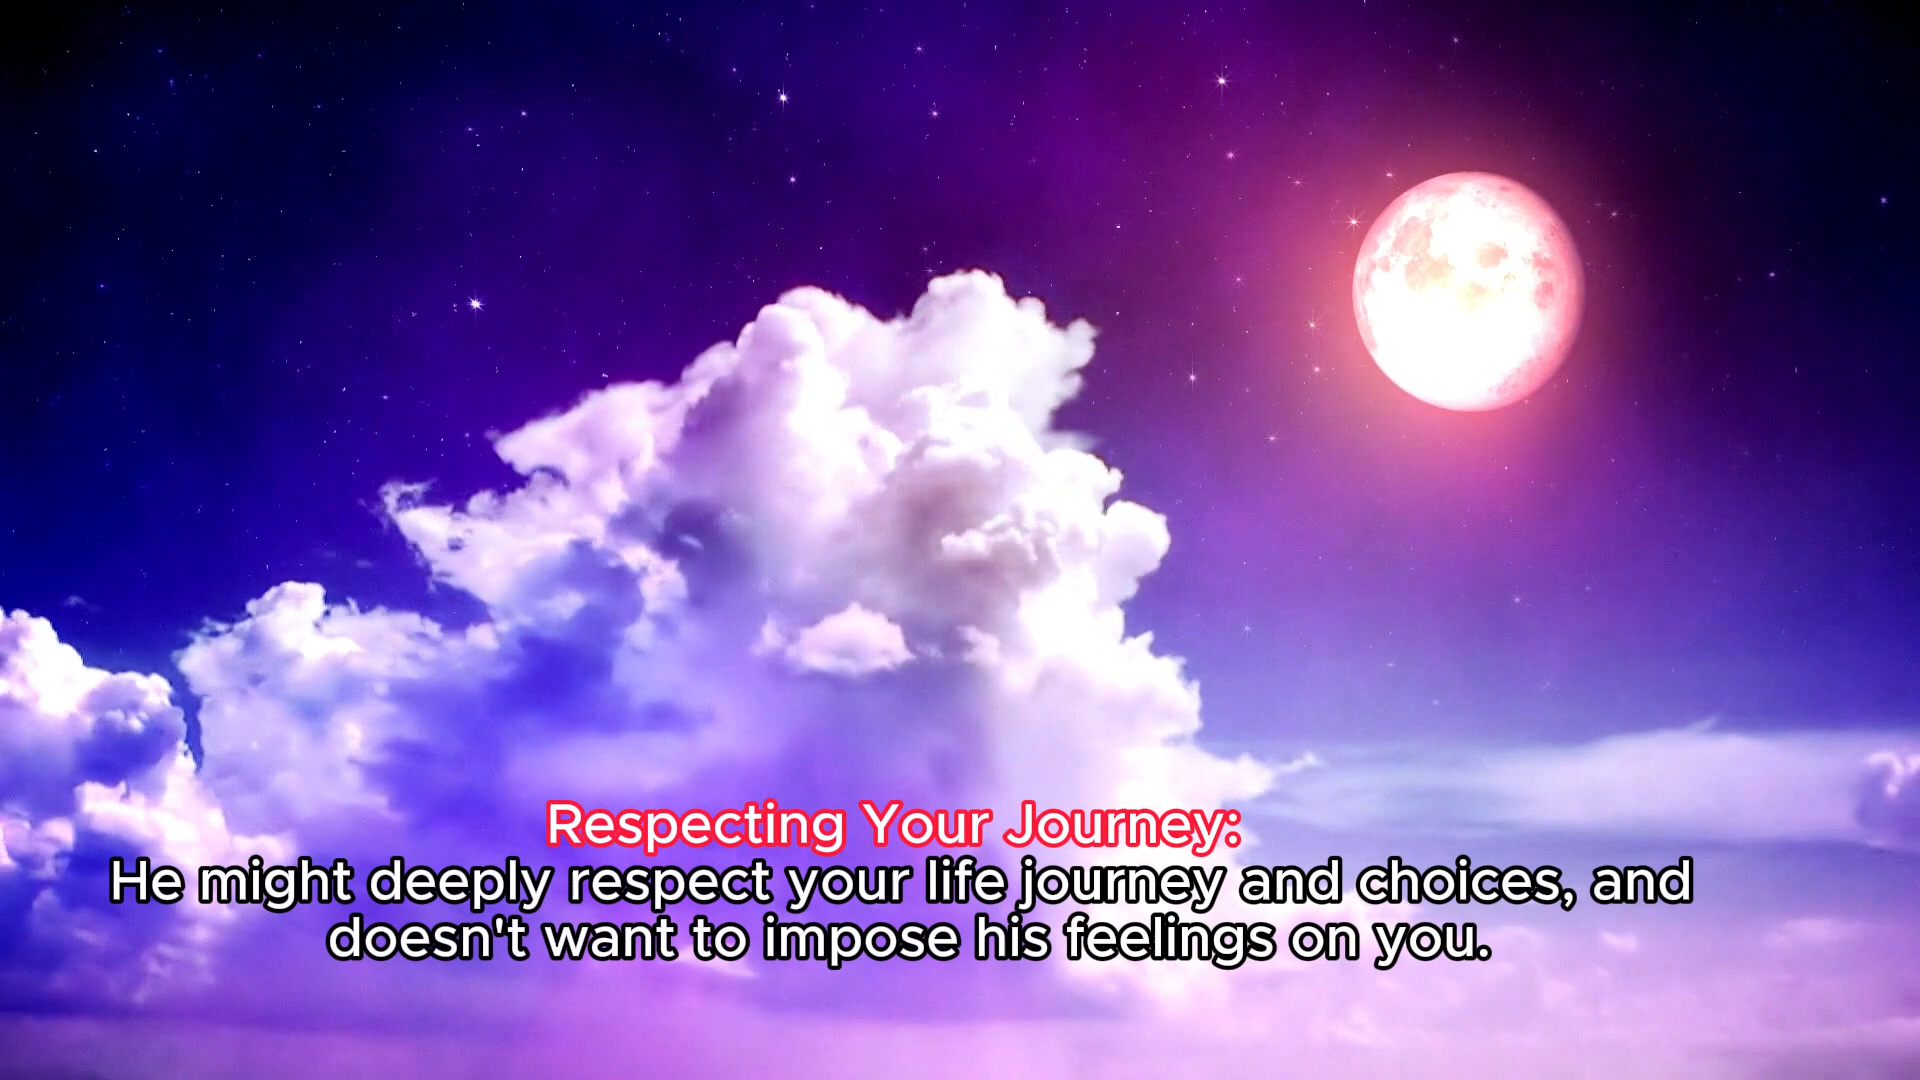 Respecting Your Journey:
He might deeply respect your life journey and choices, and
doesn't want to impose his feelings on you.